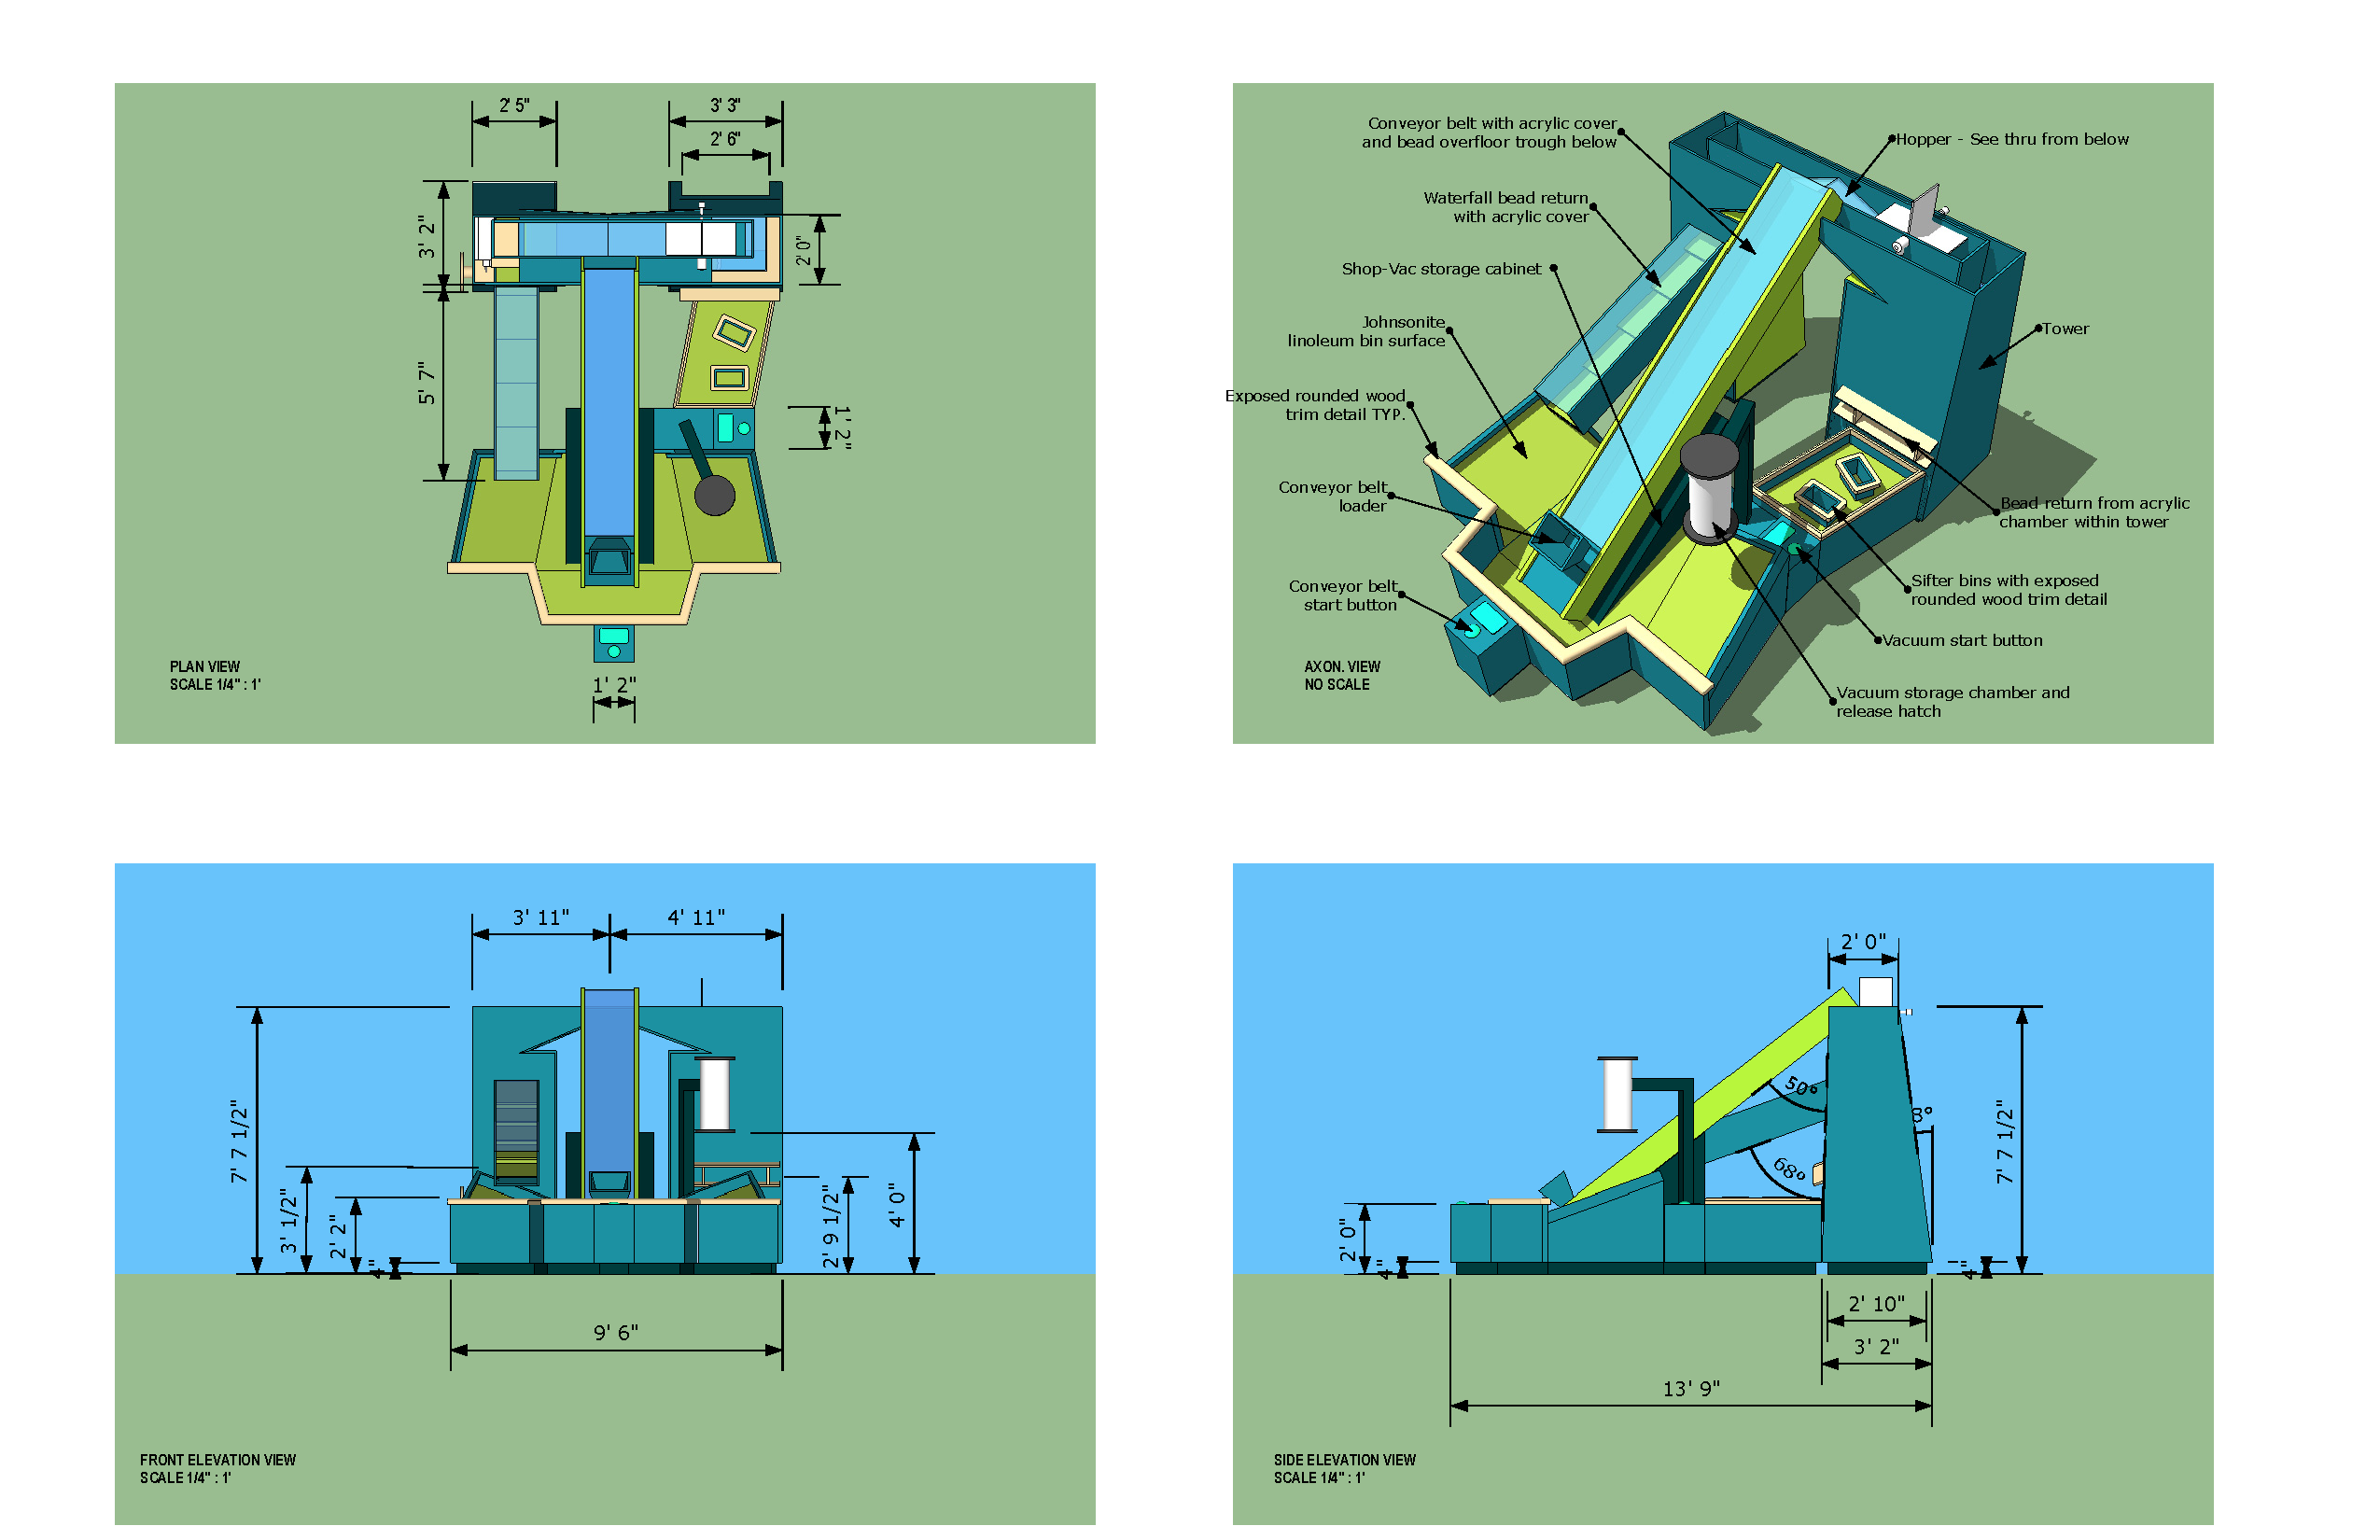 2' 5"
3' 3"
2' 6"
3' 2"
2' 0"
5' 7"
1' 2"
1' 2"
PLAN VIEW
SCALE 1/4" : 1'
Conveyor belt with acrylic cover
and bead overfloor trough below
Hopper - See thru from below
Waterfall bead return
with acrylic cover
Shop-Vac storage cabinet
Johnsonite
linoleum bin surface
Tower
Exposed rounded wood
trim detail TYP.
Conveyor belt
loader
Bead return from acrylic
chamber within tower
Conveyor belt
start button
Sifter bins with exposed
rounded wood trim detail
Vacuum start button
Vacuum storage chamber and
release hatch
AXON. VIEW
NO SCALE
3' 11"
4' 11"
7' 7 1/2"
3' 1/2"
2' 2"
4"
2' 9 1/2"
4' 0"
9' 6"
FRONT ELEVATION VIEW
SCALE 1/4" : 1'
2' 0"
50°
8°
68°
7' 7 1/2"
2' 0"
4"
4"
2' 10"
3' 2"
13' 9"
SIDE ELEVATION VIEW
SCALE 1/4" : 1'